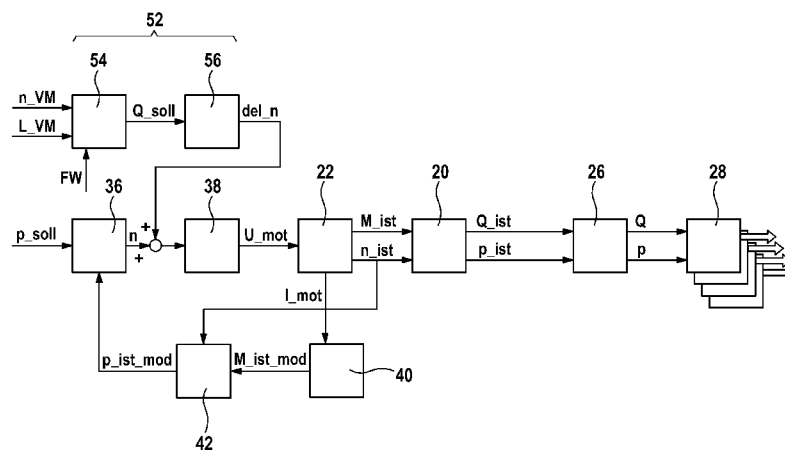 52
54
56
n_VM
Q_soll
del_n
L_VM
FW
36
38
22
20
26
28
+
p_soll
n
+
U_mot
M_ist
n_ist
Q_ist
p_ist
Q
p
I_mot
p_ist_mod
M_ist_mod
40
42